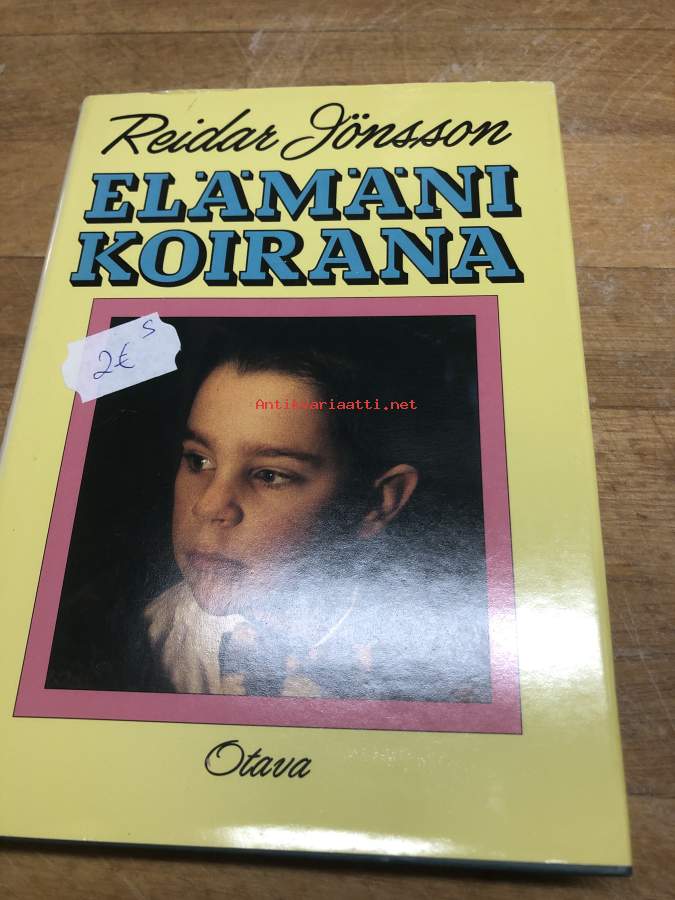 Reidar Jönsson
ELÄMÄNI
KOIRANA
2€ S
Antikvariaatti.net
Otava